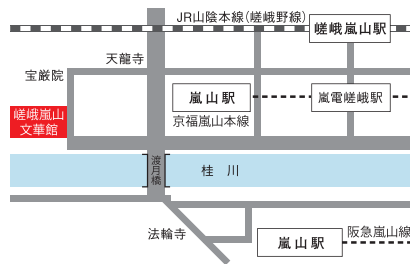 JR山陰本線(嵯峨野線)
嵯峨嵐山駅
天龍寺
宝厳院
嵐山駅
嵐電嵯峨駅
嵯峨嵐山
文華館
京福嵐山本線
渡月橋
桂川
法輪寺
嵐山駅
阪急嵐山線